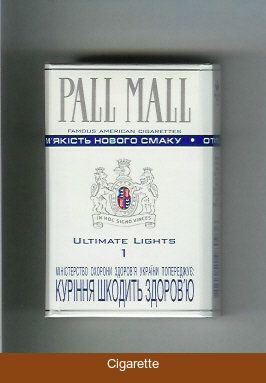 PALL MALL
FAMOUS AMERICAN CIGARETTES
М'ЯКІСТЬ НОВОГО СМАКУ • ОТ
IN HOC SIGNO VINCES
ULTIMATE LIGHTS
1
МІНІСТЕРСТВО ОХОРОНИ ЗДОРОВ'Я УКРАЇНИ ПОПЕРЕДЖУЄ:
КУРІННЯ ШКОДИТЬ ЗДОРОВ'Ю
Cigarette